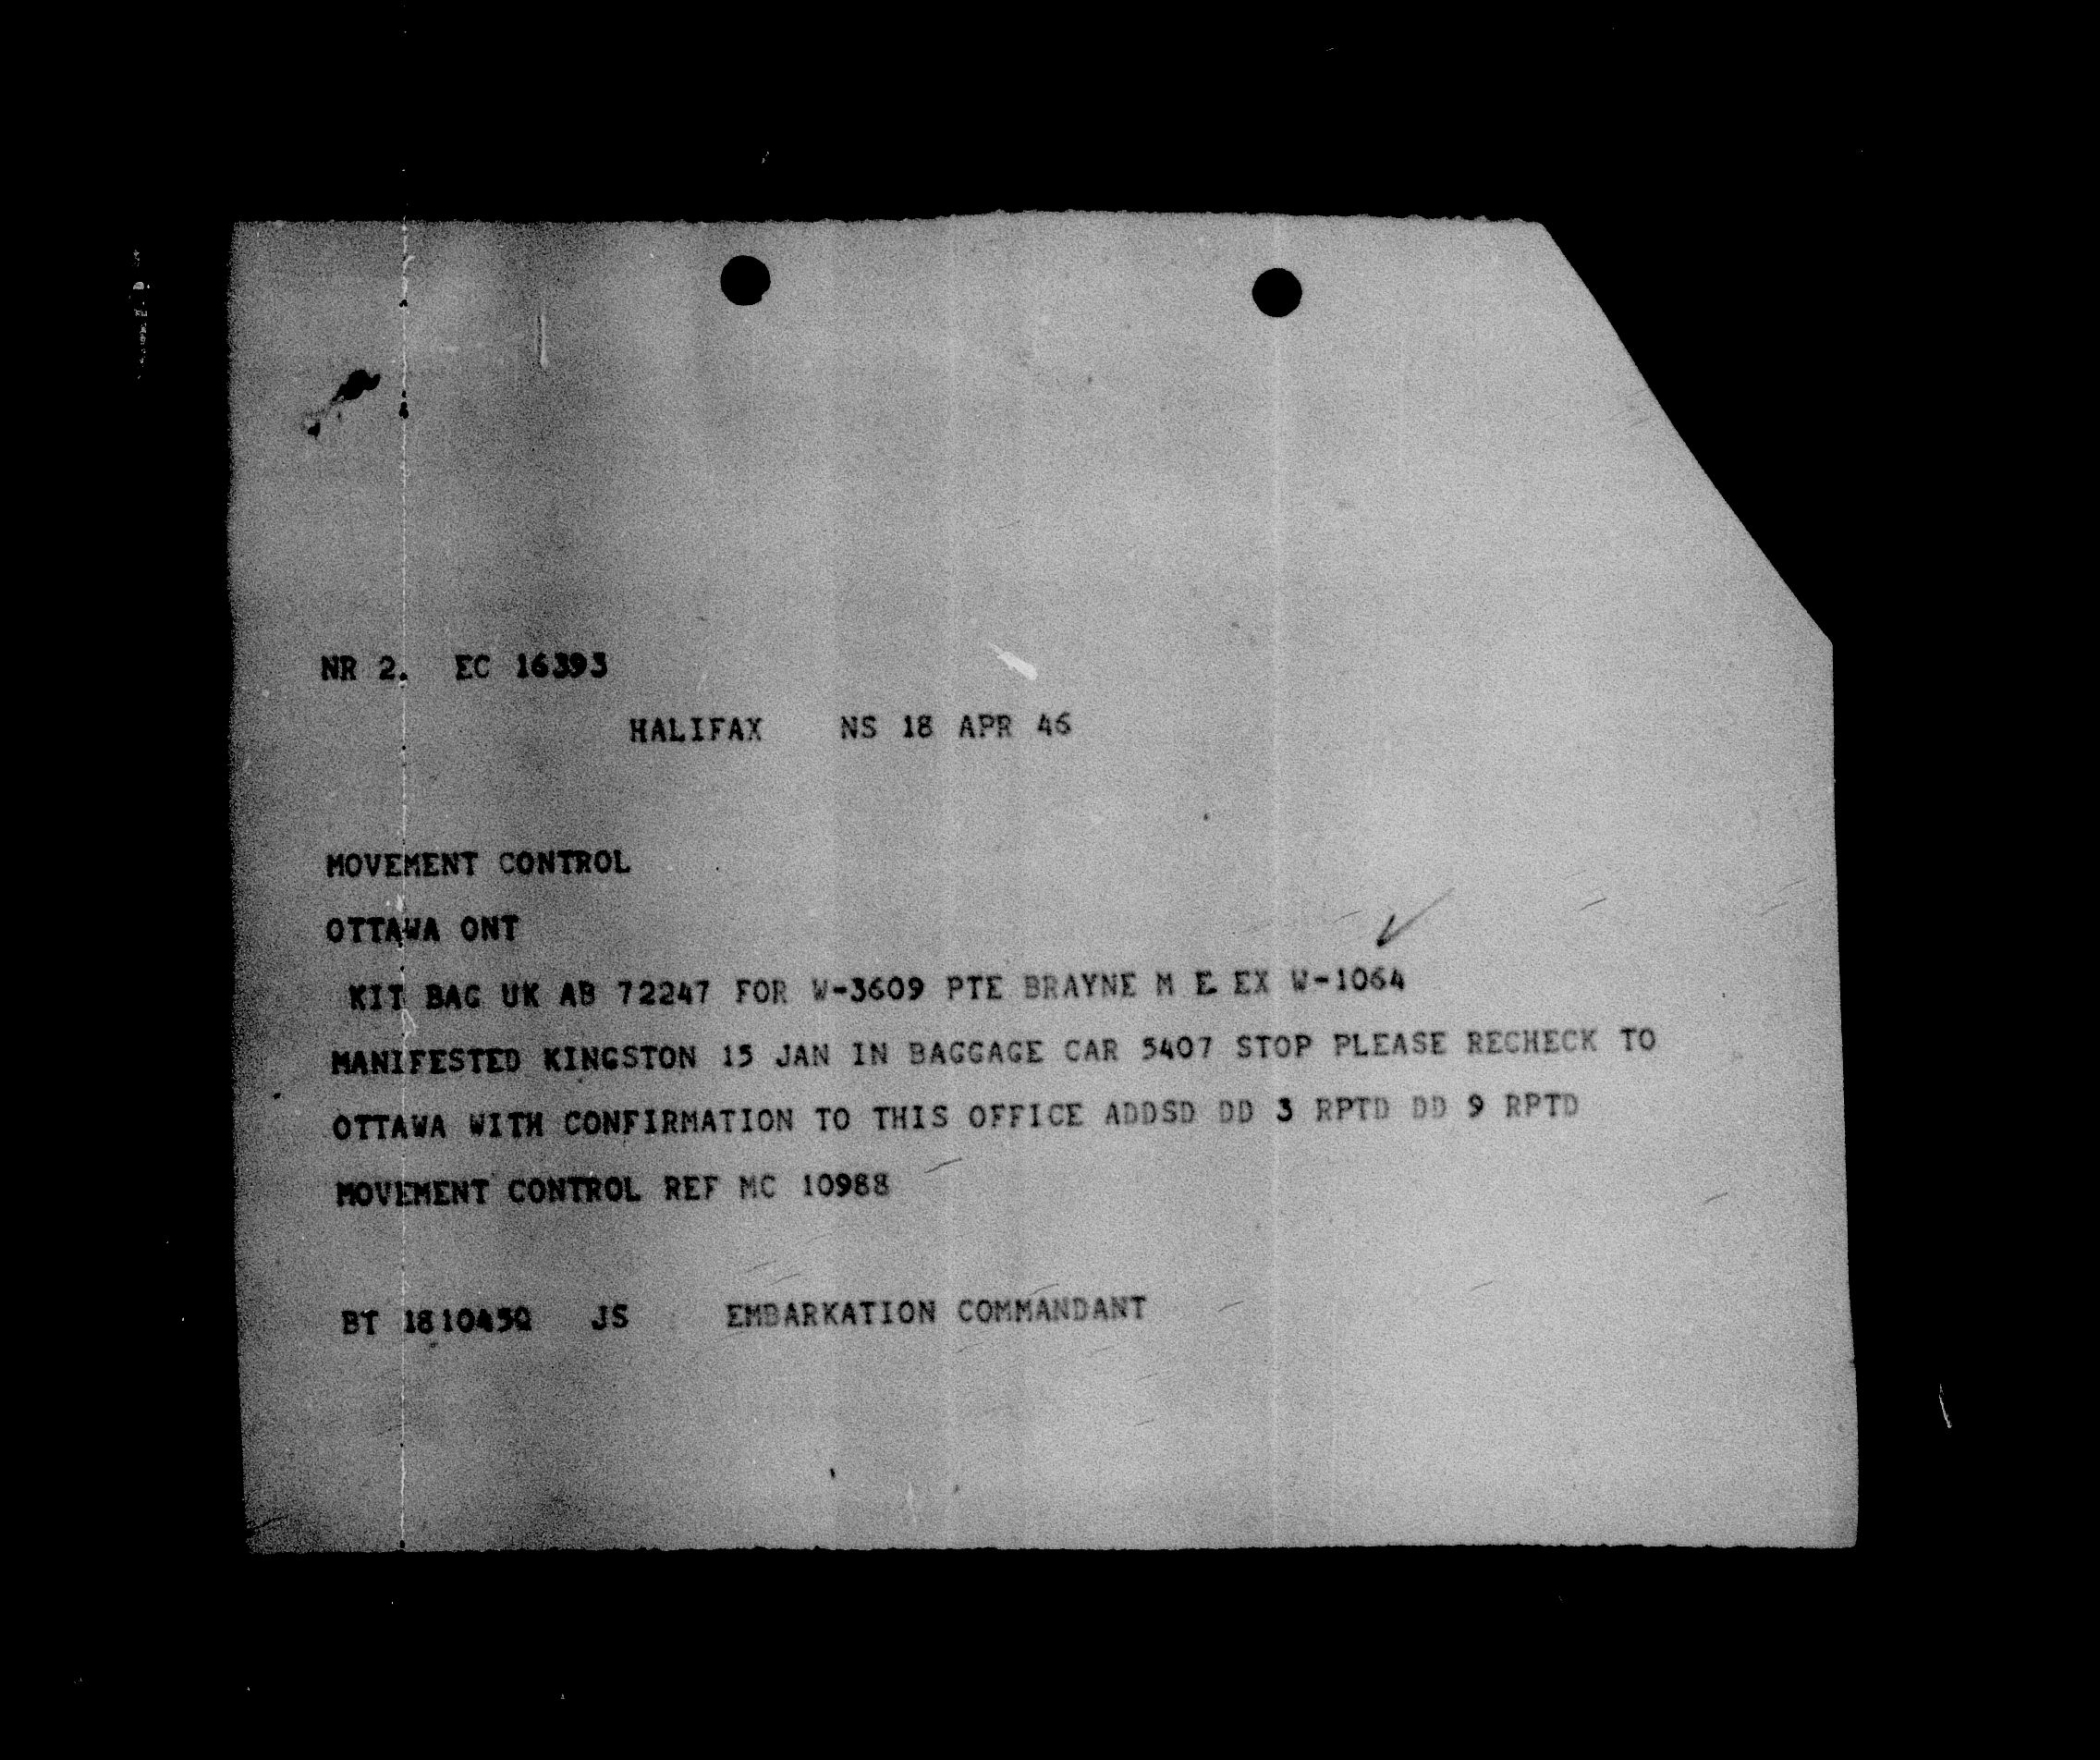 NR 2. EC 16393
HALIFAX NS 18 APR 46
MOVEMENT CONTROL
OTTAWA ONT
KIT BAG UK AB 72247 FOR W-3609 PTE BRAYNE M E EX W-1064
MANIFESTED KINGSTON 15 JAN IN BAGGAGE CAR 5407 STOP PLEASE RECHECK TO
OTTAWA WITH CONFIRMATION TO THIS OFFICE ADDSD DD 3 RPTD DD 9 RPTD
MOVEMENT CONTROL REF MC 10988
BT 181045Q JS EMBARKATION COMMANDANT